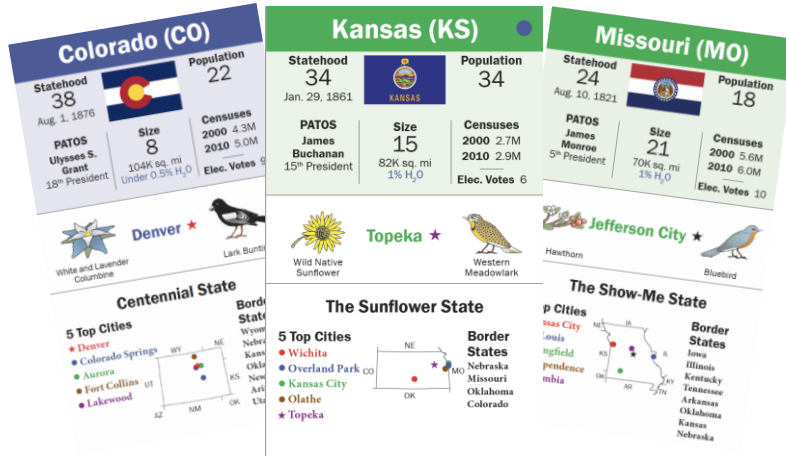 Colorado (CO)
Statehood
38
Aug. 1, 1876
Population
22
PATOS
Ulysses S.
Grant
18th President
Size
8
104K sq. mi
Under 0.5% H2O
Censuses
2000 4.3M
2010 5.0M
Elec. Votes
White and Lavender
Columbine
Denver
Centennial State
5 Top Cities
Denver
Colorado Springs
Aurora
Fort Collins
Lakewood
WY
NE
UT
KS
AZ
NM
OK
Kansas (KS)
Statehood
34
Jan. 29, 1861
KANSAS
Population
34
PATOS
James
Buchanan
15th President
Size
15
82K sq. mi
1% H2O
Censuses
2000 2.7M
2010 2.9M
Elec. Votes 6
Wild Native
Sunflower
Topeka
Western
Meadowlark
The Sunflower State
5 Top Cities
Wichita
Overland Park
Kansas City
Olathe
Topeka
NE
CO
MO
OK
Border
States
Nebraska
Missouri
Oklahoma
Colorado
Missouri (MO)
Statehood
24
Aug. 10, 1821
Population
18
PATOS
James
Monroe
5th President
Size
21
70K sq. mi
1% H2O
Censuses
2000 5.6M
2010 6.0M
Elec. Votes 10
Hawthorn
Jefferson City
Bluebird
The Show-Me State
Cities
City
NE
IA
KS
IL
KY
OK
AR
TN
Border
States
Iowa
Illinois
Kentucky
Tennessee
Arkansas
Oklahoma
Kansas
Nebraska